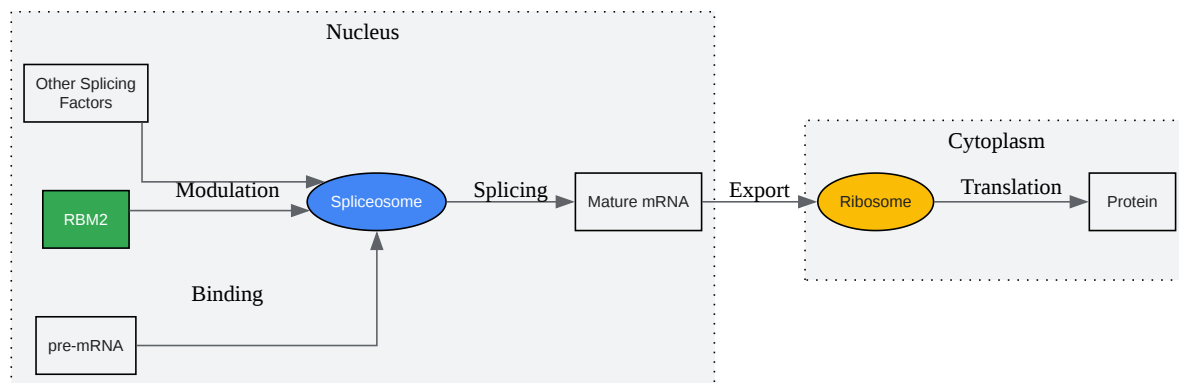 Nucleus
Other Splicing
Factors
Modulation
RBM2
Spliceosome
Splicing
Mature mRNA
Binding
pre-mRNA
Export
Cytoplasm
Ribosome
Translation
Protein